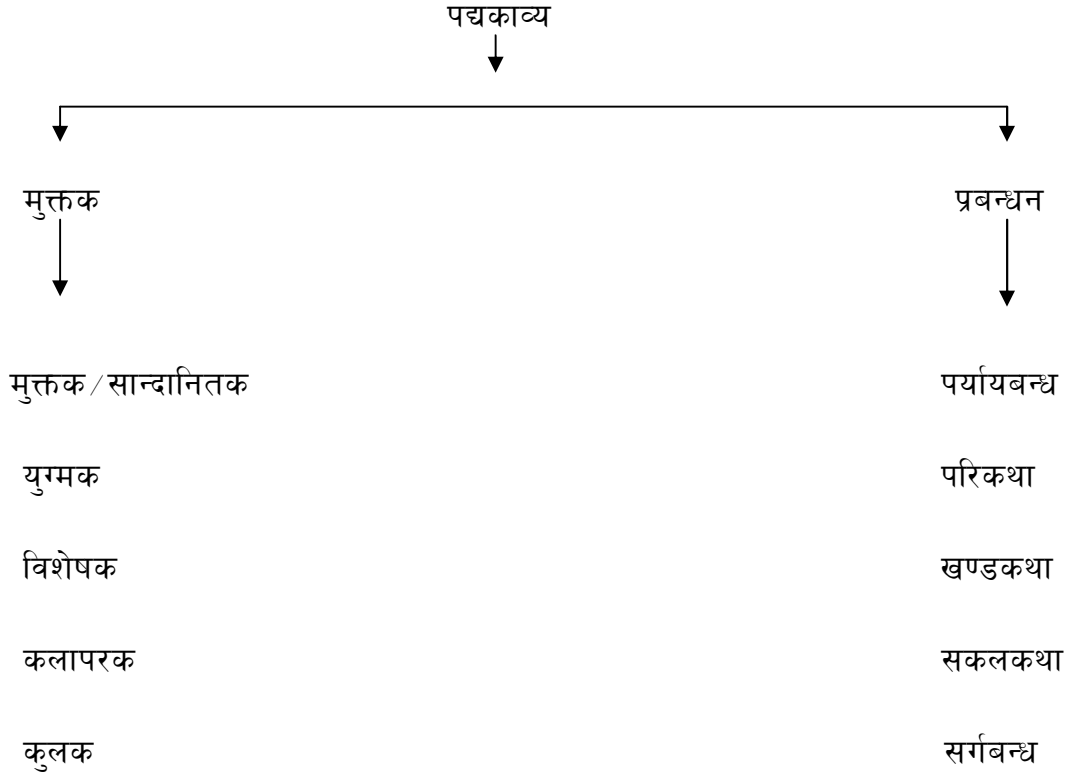 पद्यकाव्य
मुक्तक प्रबन्धन
मुक्तक/सान्दानितक पर्यायबन्ध
युग्मक परिकथा
विशेषक खण्डकथा
कलापरक सकलकथा
कुलक सर्गबन्ध